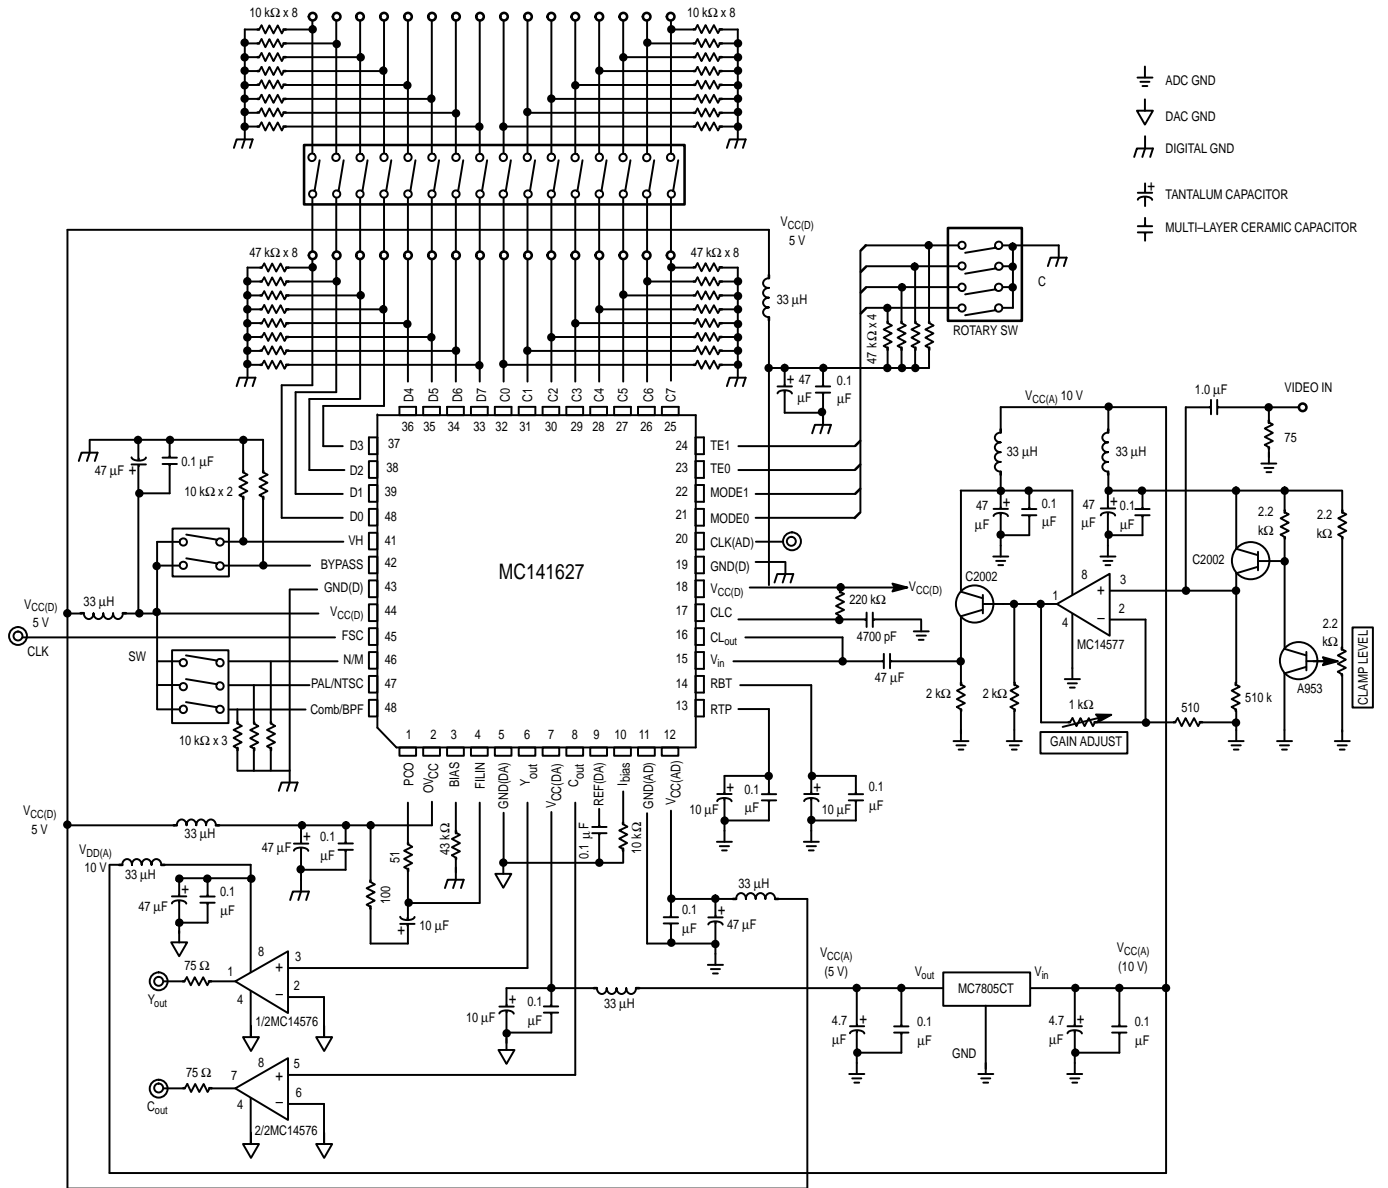 10 kΩ x 8
10 kΩ x 8
ADC GND
DAC GND
DIGITAL GND
+
TANTALUM CAPACITOR
MULTI–LAYER CERAMIC CAPACITOR
VCC(D)
5 V
47 kΩ x 8
47 kΩ x 8
33 µH
C
ROTARY SW
47 kΩ x 4
+ 47 µF
0.1 µF
D4 D5 D6 D7 C0 C1 C2 C3 C4 C5 C6 C7
36 35 34 33 32 31 30 29 28 27 26 25
VCC(A) 10 V
1.0 µF
VIDEO IN
75
33 µH
33 µH
47 µF +
0.1 µF
10 kΩ x 2
D3 37
D2 38
D1 39
D0 48
VH 41
BYPASS 42
GND(D) 43
VCC(D) 44
FSC 45
N/M 46
PAL/NTSC 47
Comb/BPF 48
MC141627
24 TE1
23 TE0
22 MODE1
21 MODE0
20 CLK(AD)
19 GND(D)
18 VCC(D)
17 CLC
16 CLout
15 Vin
14 RBT
13 RTP
VCC(D)
220 kΩ
4700 pF
47 µF
47 µF +
0.1 µF
47 µF +
0.1 µF
2.2 kΩ
2.2 kΩ
C2002
C2002
8
1
+ 3
– 2
4
MC14577
2.2 kΩ
A953
CLAMP LEVEL
2 kΩ
2 kΩ
1 kΩ
510
510 k
GAIN ADJUST
VCC(D)
5 V
33 µH
CLK
SW
10 kΩ x 3
1 2 3 4 5 6 7 8 9 10 11 12
PCO OVCC BIAS FILIN GND(DA) Yout VCC(DA) Cout REF(DA) Ibias GND(AD) VCC(AD)
10 µF +
0.1 µF
10 µF +
0.1 µF
VCC(D)
5 V
33 µH
47 µF +
0.1 µF
100
51
43 kΩ
0.1 µF
10 kΩ
10 µF +
VDD(A)
10 V
33 µH
47 µF +
0.1 µF
33 µH
0.1 µF
+ 47 µF
75 Ω
Yout
8
1
+ 3
– 2
4
1/2MC14576
10 µF +
0.1 µF
33 µH
VCC(A)
(5 V)
Vout
MC7805CT
Vin
VCC(A)
(10 V)
4.7 µF +
0.1 µF
GND
4.7 µF +
0.1 µF
75 Ω
Cout
8
7
+ 5
– 6
4
2/2MC14576